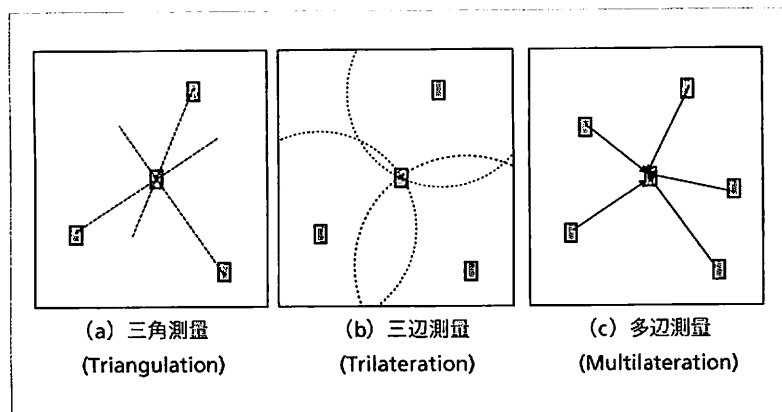 (a) 三角測量
(Triangulation)
(b) 三辺測量
(Trilateration)
(c) 多辺測量
(Multilateration)